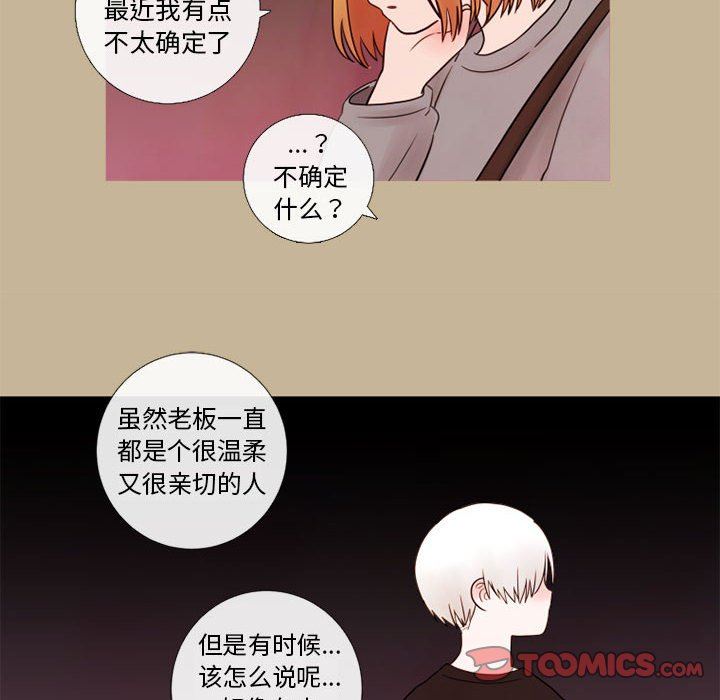 最近我有点
不太确定了
...？
不确定
什么？
虽然老板一直
都是个很温柔
又很亲切的人
但是有时候...
该怎么说呢...
TOOMICS.COM